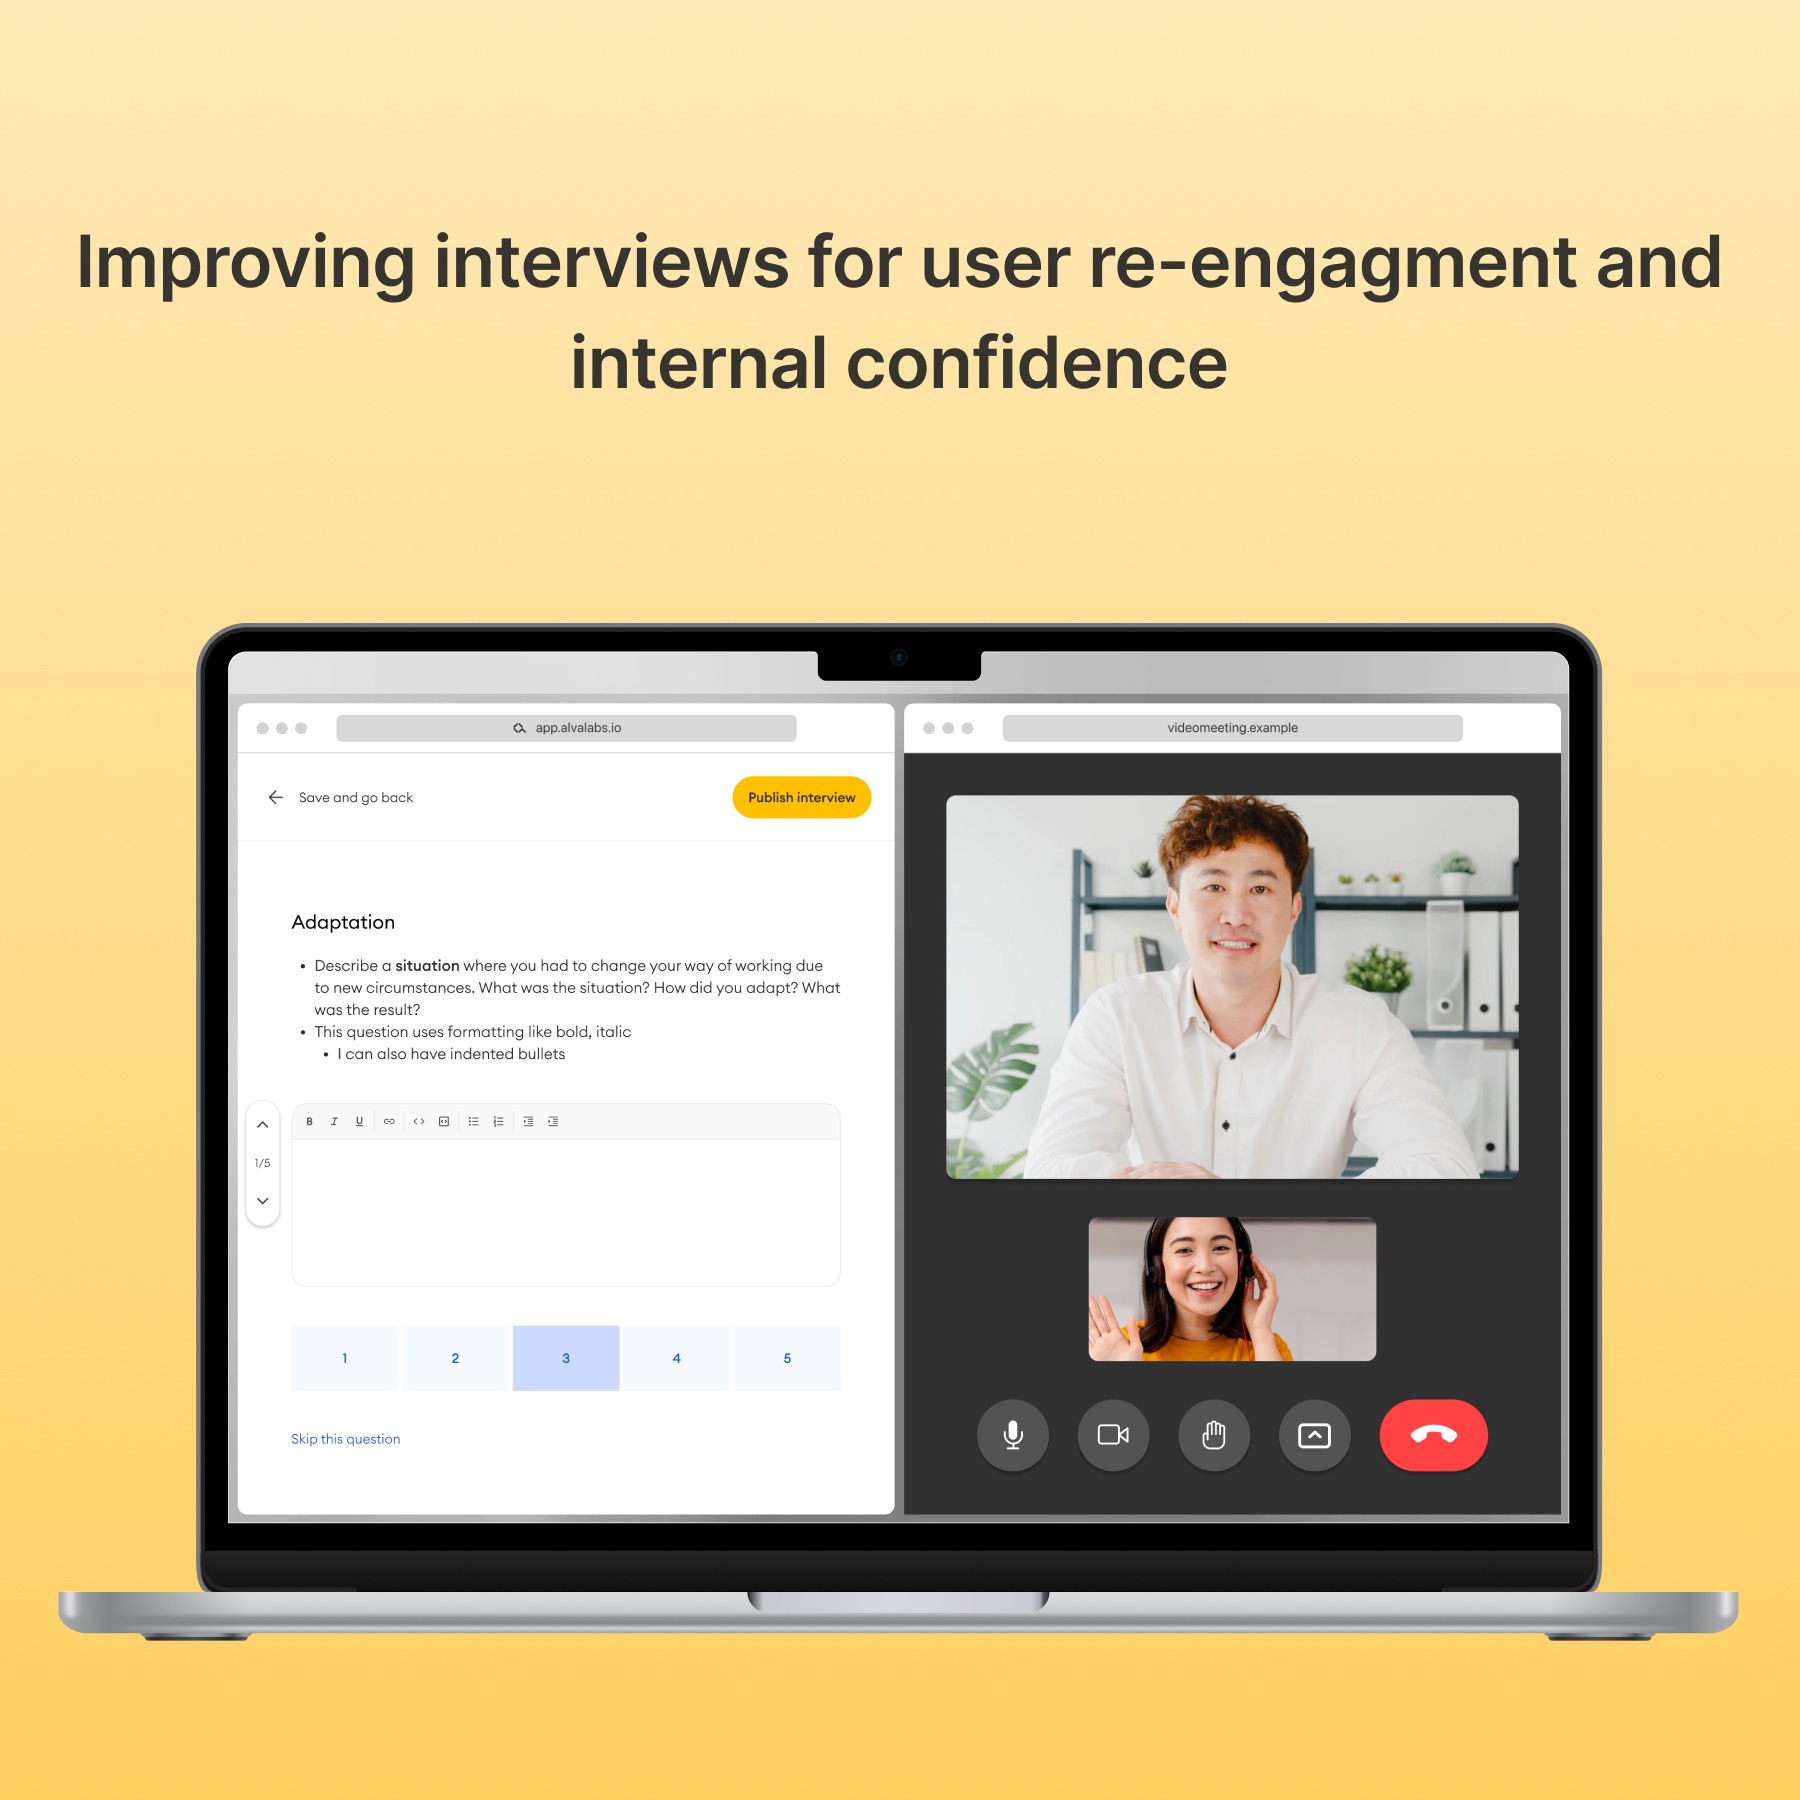 Improving interviews for user re-engagment and
internal confidence
app.alvalabs.io
videomeeting.example
Save and go back
Publish interview
Adaptation
• Describe a situation where you had to change your way of working due
to new circumstances. What was the situation? How did you adapt? What
was the result?
• This question uses formatting like bold, italic
• I can also have indented bullets
B I U
1/5
1 2 3 4 5
Skip this question